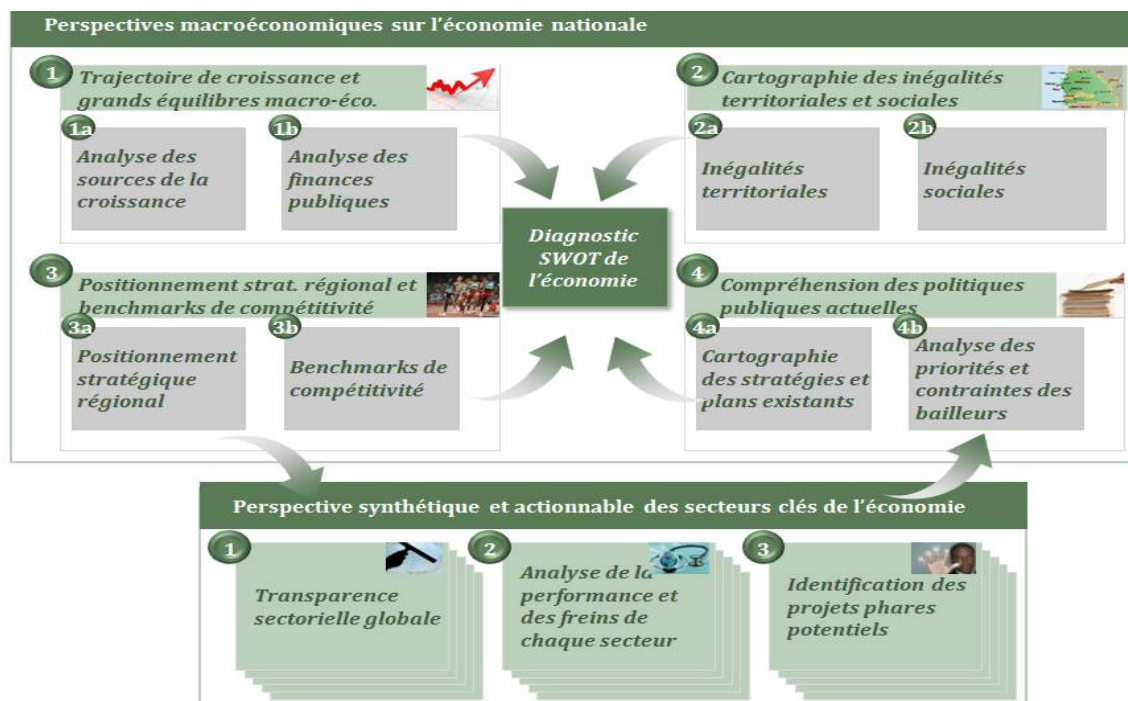 Perspectives macroéconomiques sur l'économie nationale
1
Trajectoire de croissance et
grands équilibres macro-éco.
1a
Analyse des
sources de la
croissance
1b
Analyse des
finances
publiques
2
Cartographie des inégalités
territoriales et sociales
2a
Inégalités
territoriales
2b
Inégalités
sociales
Diagnostic
SWOT de
l'économie
3
Positionnement strat. régional et
benchmarks de compétitivité
3a
Positionnement
stratégique
régional
3b
Benchmarks de
compétitivité
4
Compréhension des politiques
publiques actuelles
4a
Cartographie
des stratégies et
plans existants
4b
Analyse des
priorités et
contraintes des
bailleurs
Perspective synthétique et actionnable des secteurs clés de l'économie
1
Transparence
sectorielle globale
2
Analyse de la
performance et
des freins de
chaque secteur
3
Identification des
projets phares
potentiels